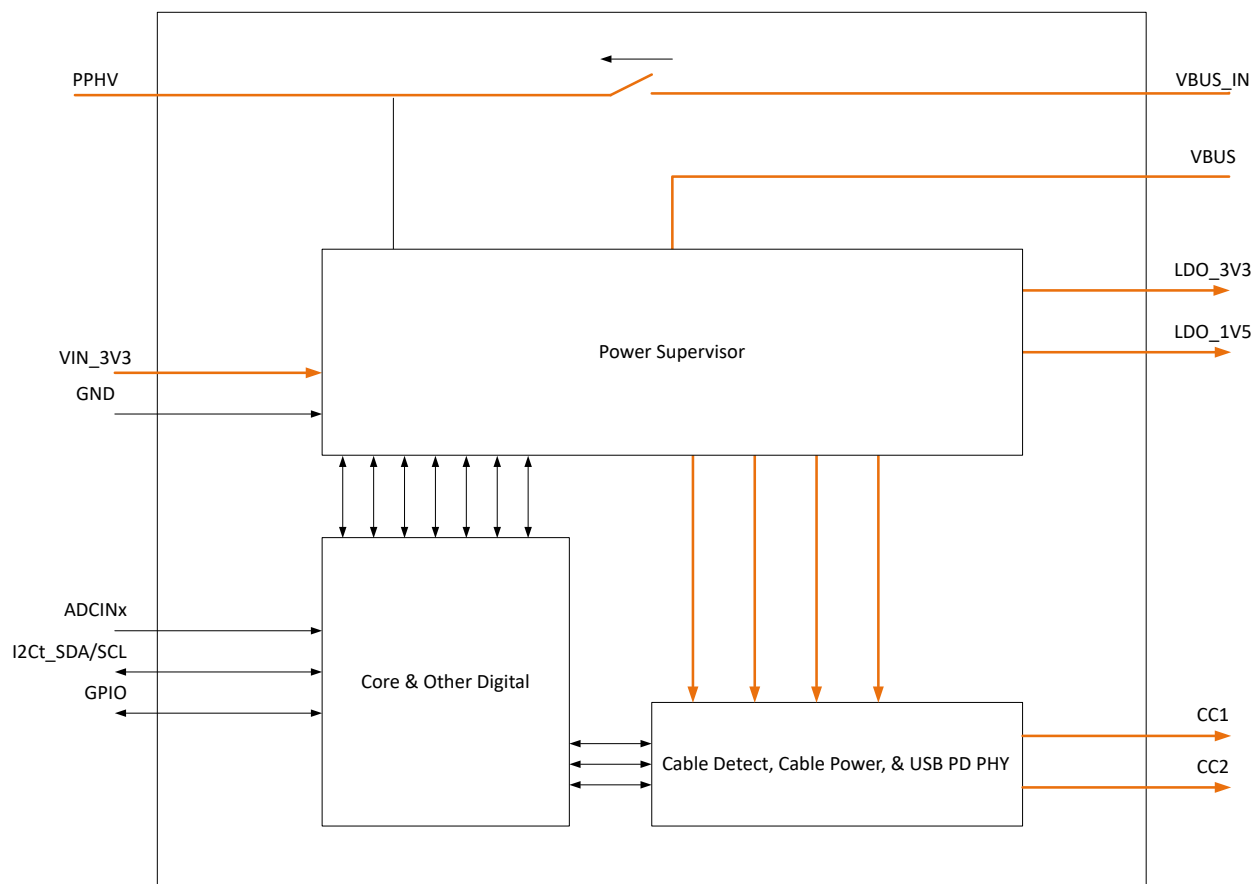 PPHV
VBUS_IN
VBUS
LDO_3V3
Power Supervisor
LDO_1V5
VIN_3V3
GND
ADCINx
I2Ct_SDA/SCL
Core & Other Digital
GPIO
CC1
Cable Detect, Cable Power, & USB PD PHY
CC2